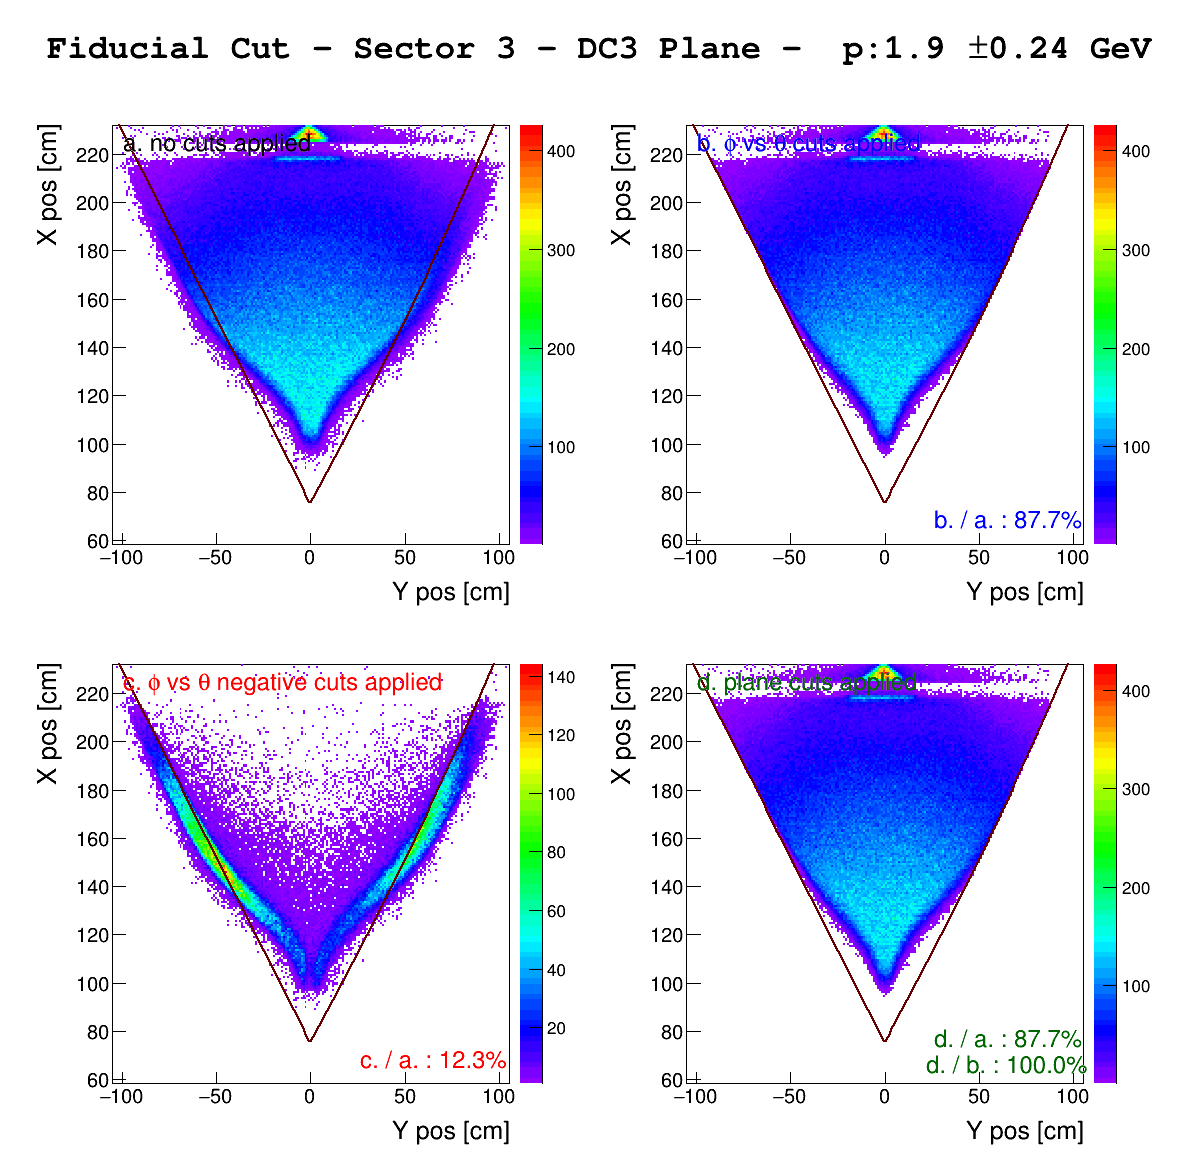 Fiducial Cut – Sector 3 – DC3 Plane – p:1.9 ±0.24 GeV
X pos [cm]
a. no cuts applied
220
200
180
160
140
120
100
80
60
−100 −50 0 50 100
Y pos [cm]
400
300
200
100
X pos [cm]
b. ϕ vs θ cuts applied
220
200
180
160
140
120
100
80
60
b. / a. : 87.7%
−100 −50 0 50 100
Y pos [cm]
400
300
200
100
X pos [cm]
c. ϕ vs θ negative cuts applied
220
200
180
160
140
120
100
80
60
c. / a. : 12.3%
−100 −50 0 50 100
Y pos [cm]
140
120
100
80
60
40
20
X pos [cm]
d. plane cuts applied
220
200
180
160
140
120
100
80
60
d. / a. : 87.7%
d. / b. : 100.0%
−100 −50 0 50 100
Y pos [cm]
400
300
200
100